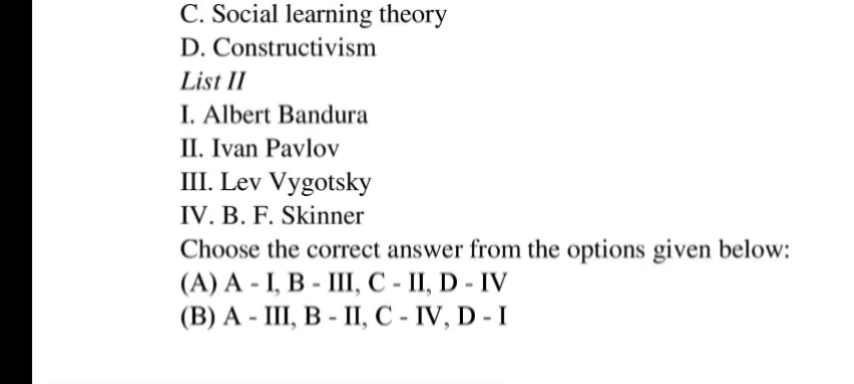 C. Social learning theory
D. Constructivism
List II
I. Albert Bandura
II. Ivan Pavlov
III. Lev Vygotsky
IV. B. F. Skinner
Choose the correct answer from the options given below:
(A) A - I, B - III, C - II, D - IV
(B) A - III, B - II, C - IV, D - I